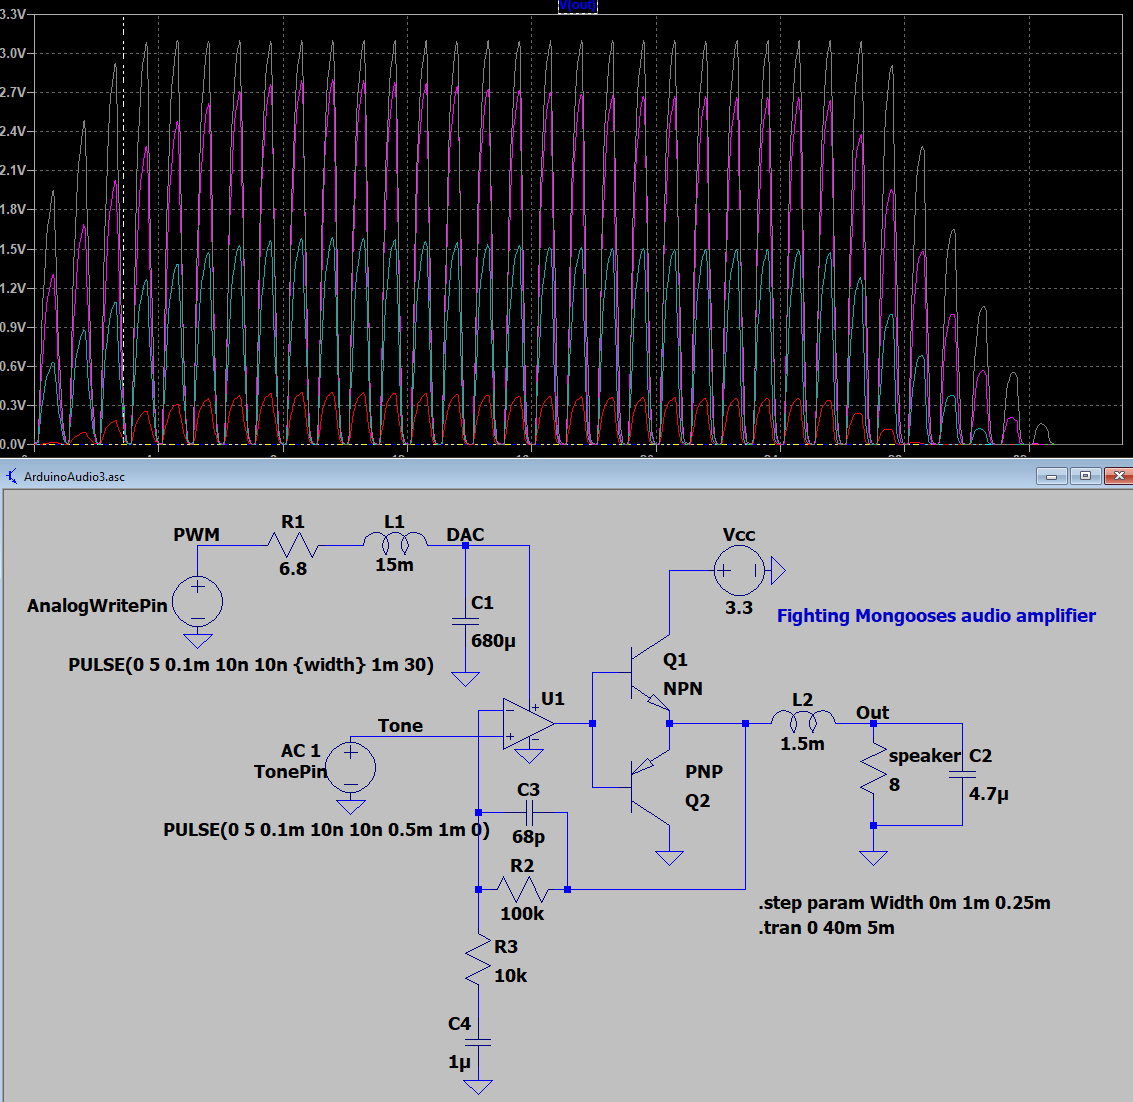 V(out)
3.3V
3.0V
2.7V
2.4V
2.1V
1.8V
1.5V
1.2V
0.9V
0.6V
0.3V
0.0V
ArduinoAudio3.asc
PWM
R1
6.8
L1
15m
DAC
C1
680µ
AnalogWritePin
PULSE(0 5 0.1m 10n 10n {width} 1m 30)
Vcc
3.3
Fighting Mongooses audio amplifier
Q1
NPN
U1
Tone
AC 1
TonePin
PULSE(0 5 0.1m 10n 10n 0.5m 1m 0)
L2
1.5m
Out
speaker
8
C2
4.7µ
PNP
Q2
C3
68p
R2
100k
.step param Width 0m 1m 0.25m
.tran 0 40m 5m
R3
10k
C4
1µ